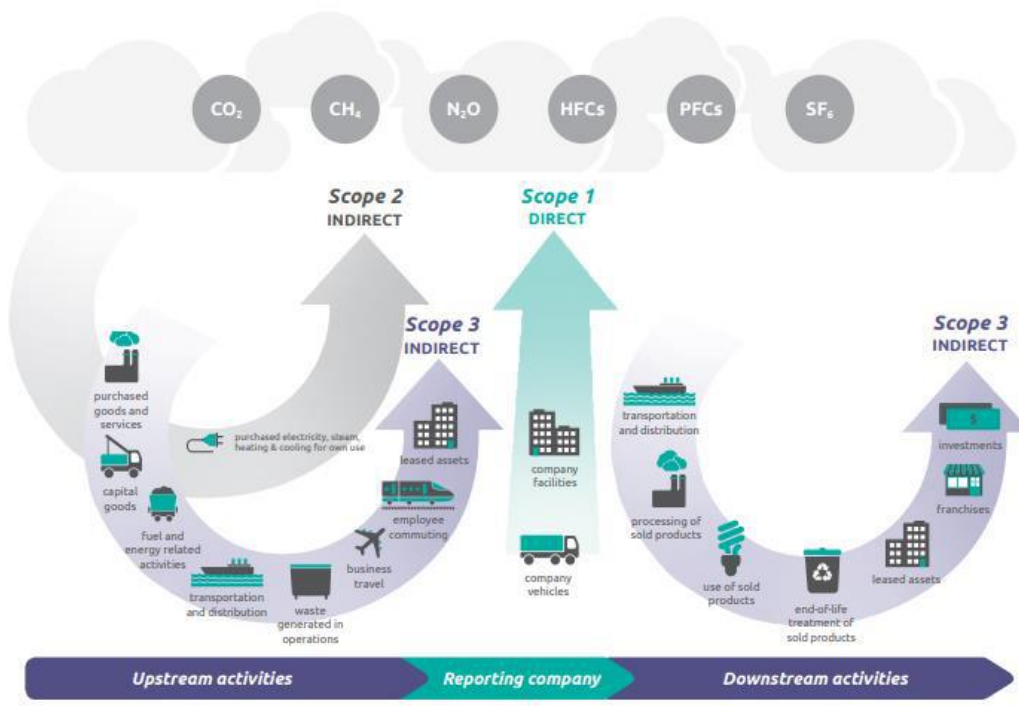 CO₂
CH₄
N₂O
HFCs
PFCs
SF₆
Scope 2
INDIRECT
Scope 1
DIRECT
Scope 3
INDIRECT
Scope 3
INDIRECT
purchased
goods and
services
capital
goods
fuel and
energy related
activities
purchased electricity, steam,
heating & cooling for own use
transportation
and distribution
waste
generated in
operations
business
travel
employee
commuting
leased assets
company
facilities
company
vehicles
transportation
and distribution
processing of
sold products
use of sold
products
end-of-life
treatment of
sold products
leased assets
franchises
$
investments
Upstream activities
Reporting company
Downstream activities